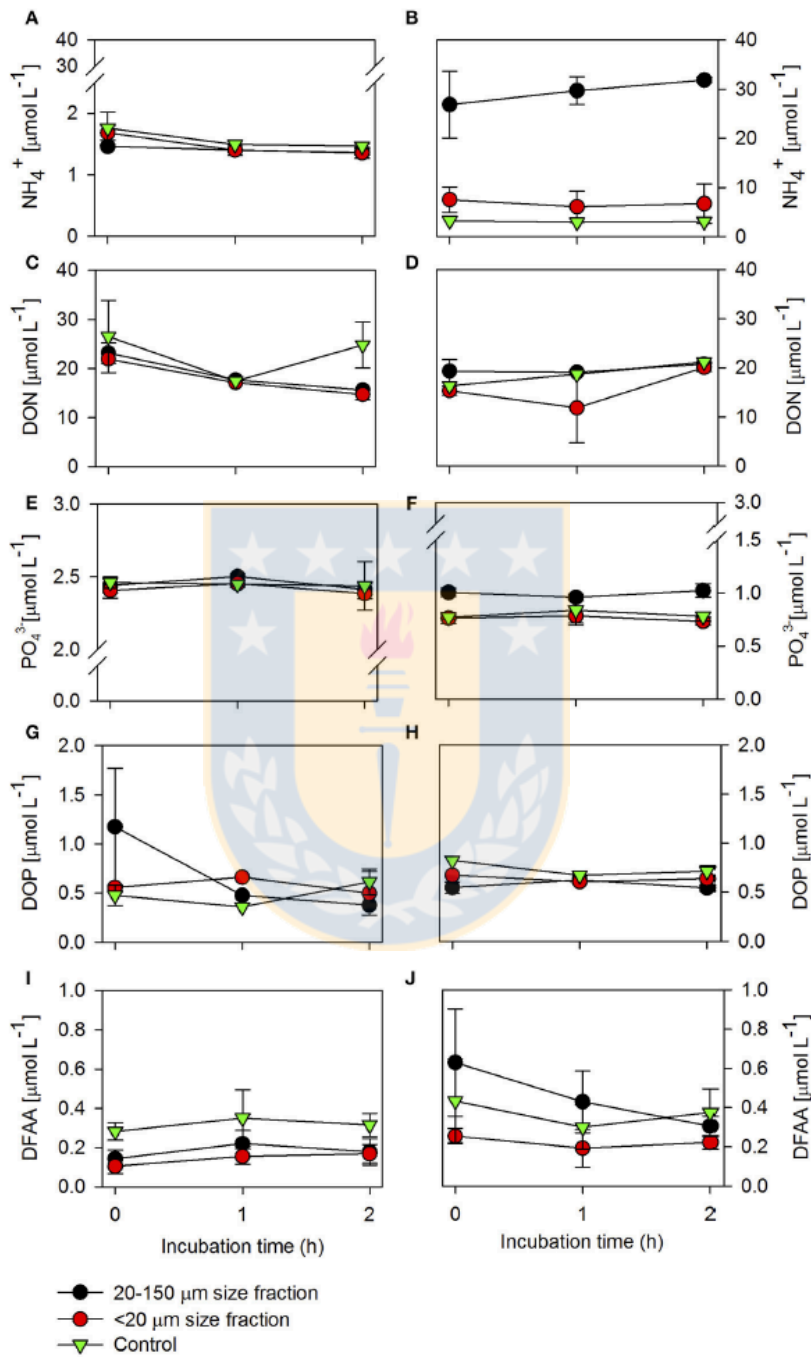 A
B
40
30
2
1
0
NH₄⁺ [μmol L⁻¹]
40
30
20
10
0
NH₄⁺ [μmol L⁻¹]
C
D
40
30
20
10
0
DON [μmol L⁻¹]
40
30
20
10
0
DON [μmol L⁻¹]
E
F
3.0
2.5
2.0
0.0
PO₄³⁻[μmol L⁻¹]
3.0
1.5
1.0
0.5
0.0
PO₄³⁻[μmol L⁻¹]
G
H
2.0
1.5
1.0
0.5
0.0
DOP [μmol L⁻¹]
2.0
1.5
1.0
0.5
0.0
DOP [μmol L⁻¹]
I
J
1.0
0.8
0.6
0.4
0.2
0.0
DFAA [μmol L⁻¹]
1.0
0.8
0.6
0.4
0.2
0.0
DFAA [μmol L⁻¹]
0 1 2
0 1 2
Incubation time (h)
Incubation time (h)
20-150 μm size fraction
<20 μm size fraction
Control